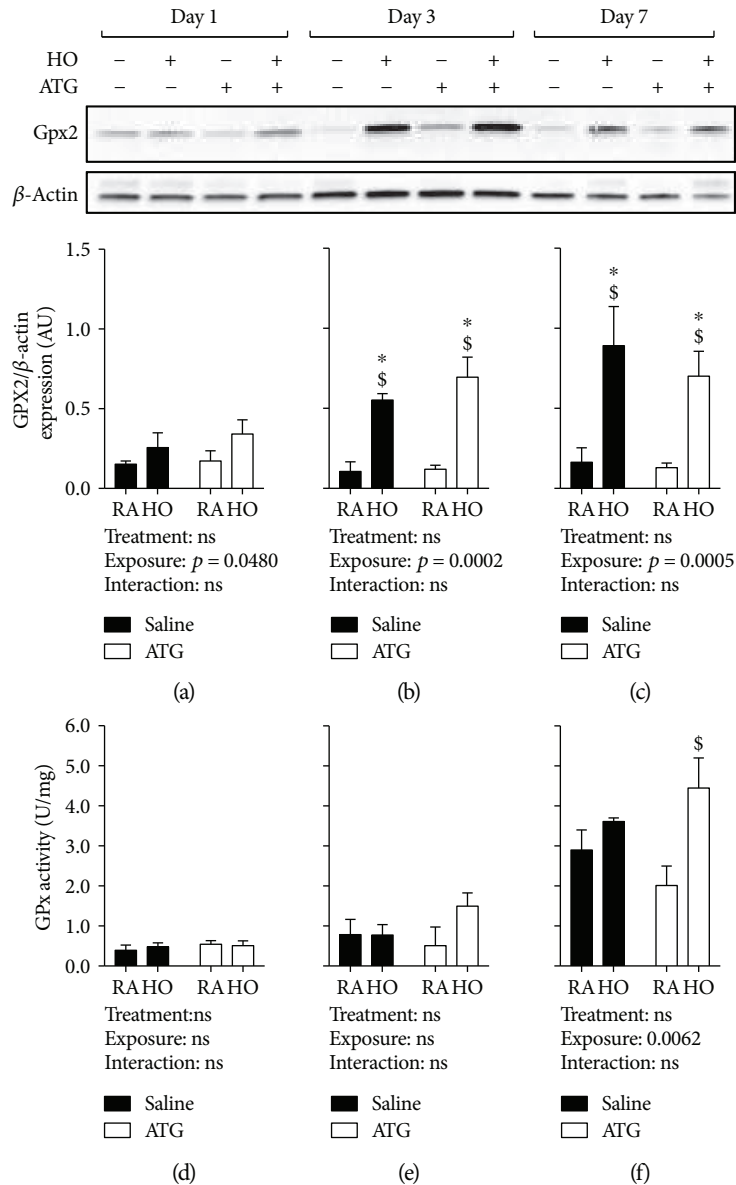 Day 1 Day 3 Day 7
HO – + – + – + – + – + – +
ATG – – + + – – + + – – + +
Gpx2
β-Actin
GPX2/β-actin
expression (AU)
1.5
1.0
0.5
0.0
RA HO RA HO
Treatment: ns
Exposure: p = 0.0480
Interaction: ns
Saline
ATG
(a)
*
$
*
$
RA HO RA HO
Treatment: ns
Exposure: p = 0.0002
Interaction: ns
Saline
ATG
(b)
*
$
*
$
RA HO RA HO
Treatment: ns
Exposure: p = 0.0005
Interaction: ns
Saline
ATG
(c)
GPx activity (U/mg)
6.0
5.0
4.0
3.0
2.0
1.0
0.0
RA HO RA HO
Treatment:ns
Exposure: ns
Interaction: ns
Saline
ATG
(d)
RA HO RA HO
Treatment: ns
Exposure: ns
Interaction: ns
Saline
ATG
(e)
$
RA HO RA HO
Treatment: ns
Exposure: 0.0062
Interaction: ns
Saline
ATG
(f)